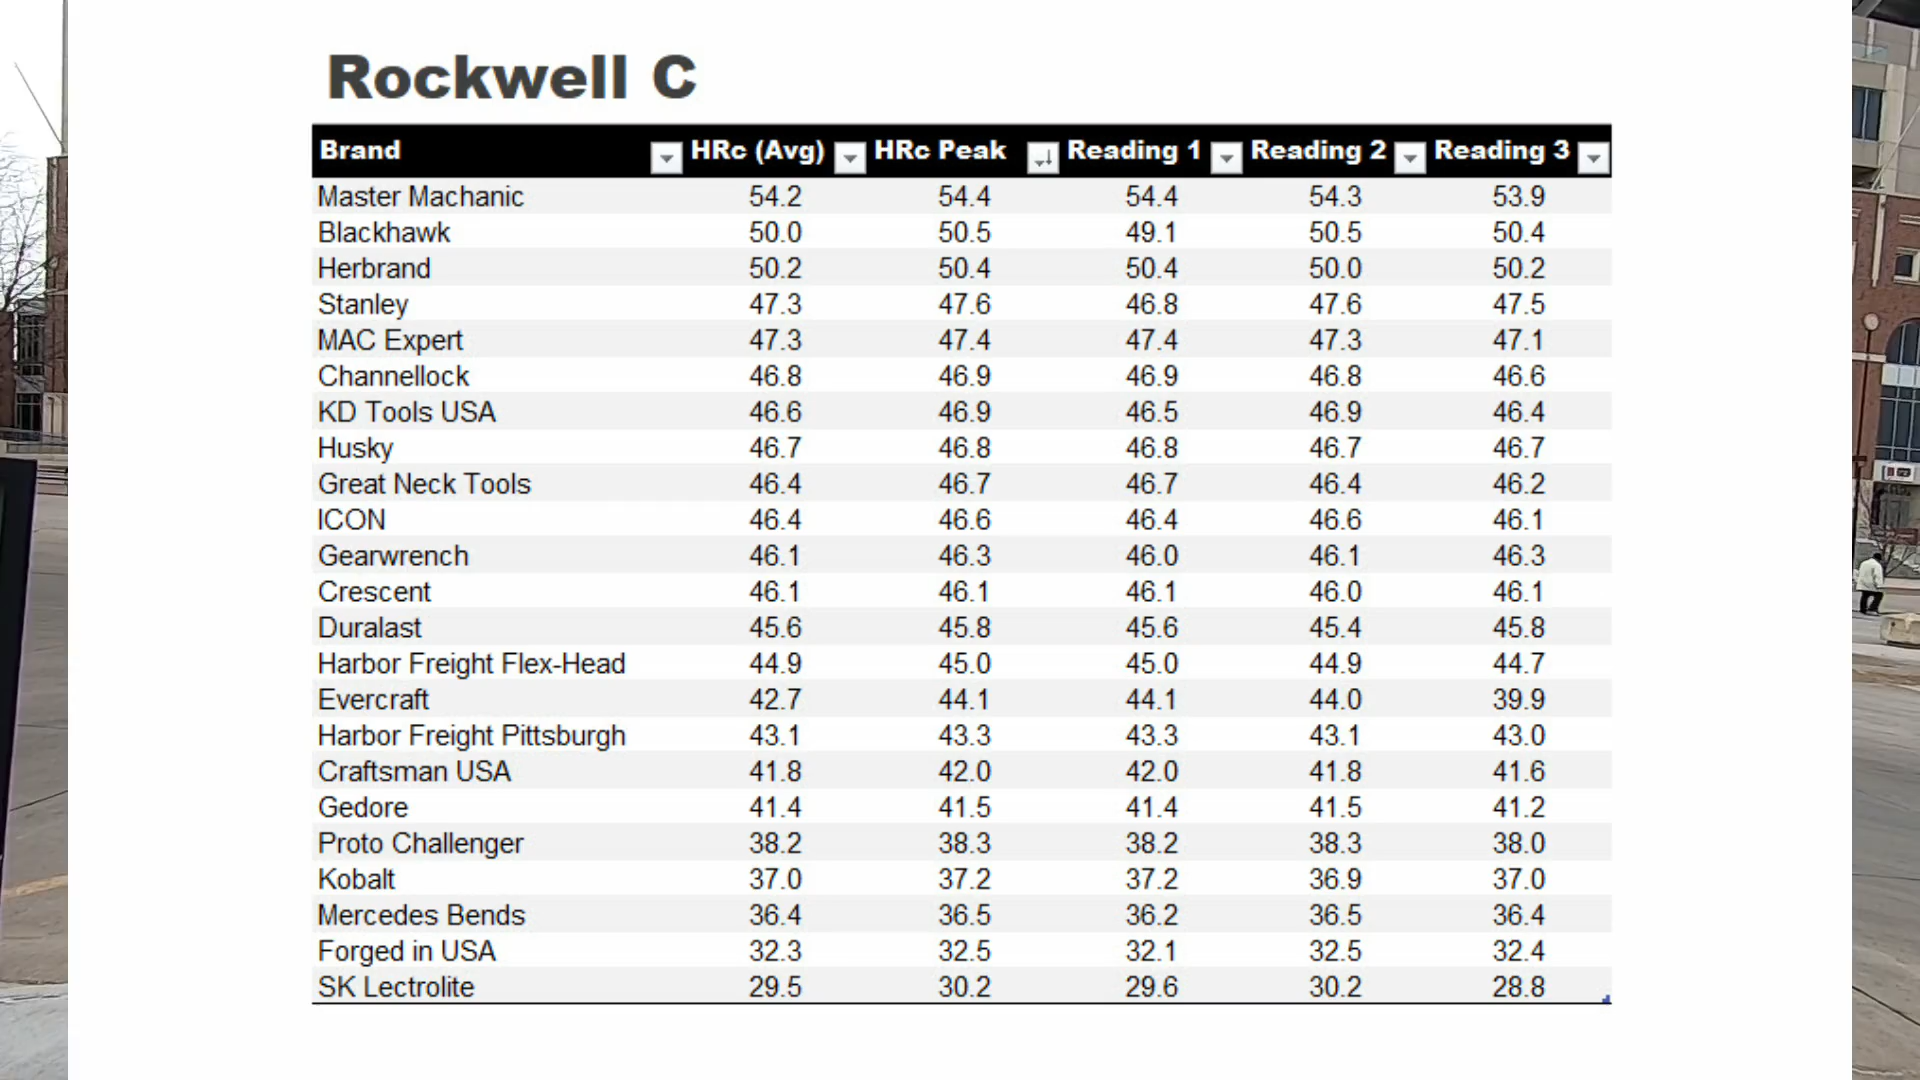 Rockwell C
Brand HRc (Avg) HRc Peak Reading 1 Reading 2 Reading 3
Master Machanic 54.2 54.4 54.4 54.3 53.9
Blackhawk 50.0 50.5 49.1 50.5 50.4
Herbrand 50.2 50.4 50.4 50.0 50.2
Stanley 47.3 47.6 46.8 47.6 47.5
MAC Expert 47.3 47.4 47.4 47.3 47.1
Channellock 46.8 46.9 46.9 46.8 46.6
KD Tools USA 46.6 46.9 46.5 46.9 46.4
Husky 46.7 46.8 46.8 46.7 46.7
Great Neck Tools 46.4 46.7 46.7 46.4 46.2
ICON 46.4 46.6 46.4 46.6 46.1
Gearwrench 46.1 46.3 46.0 46.1 46.3
Crescent 46.1 46.1 46.1 46.0 46.1
Duralast 45.6 45.8 45.6 45.4 45.8
Harbor Freight Flex-Head 44.9 45.0 45.0 44.9 44.7
Evercraft 42.7 44.1 44.1 44.0 39.9
Harbor Freight Pittsburgh 43.1 43.3 43.3 43.1 43.0
Craftsman USA 41.8 42.0 42.0 41.8 41.6
Gedore 41.4 41.5 41.4 41.5 41.2
Proto Challenger 38.2 38.3 38.2 38.3 38.0
Kobalt 37.0 37.2 37.2 36.9 37.0
Mercedes Bends 36.4 36.5 36.2 36.5 36.4
Forged in USA 32.3 32.5 32.1 32.5 32.4
SK Lectrolite 29.5 30.2 29.6 30.2 28.8